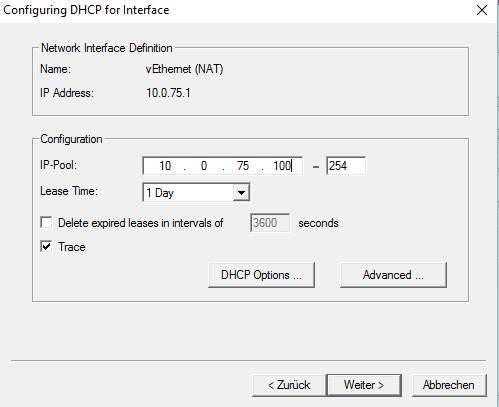 Configuring DHCP for Interface
Network Interface Definition
Name: vEthernet (NAT)
IP Address: 10.0.75.1
Configuration
IP-Pool: 10 . 0 . 75 . 100 – 254
Lease Time: 1 Day
Delete expired leases in intervals of 3600 seconds
Trace
DHCP Options ... Advanced ...
< Zurück Weiter > Abbrechen